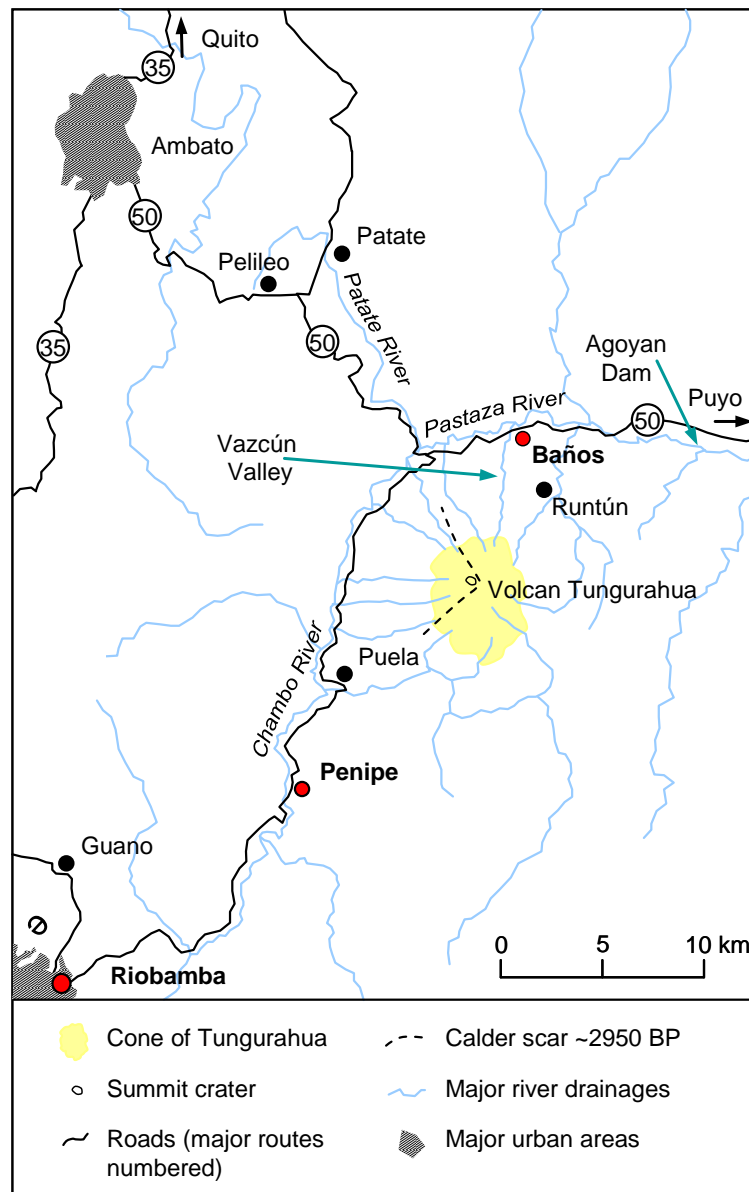 Quito
35
Ambato
50
Patate
Pelileo
Patate River
35
50
Agoyan
Dam
Puyo
Pastaza River
50
Vazcún
Valley
Baños
Runtún
Volcan Tungurahua
Chambo River
Puela
Penipe
Guano
e
0 5 10 km
Riobamba
Cone of Tungurahua
Calder scar ~2950 BP
Summit crater
Major river drainages
Roads (major routes
numbered)
Major urban areas